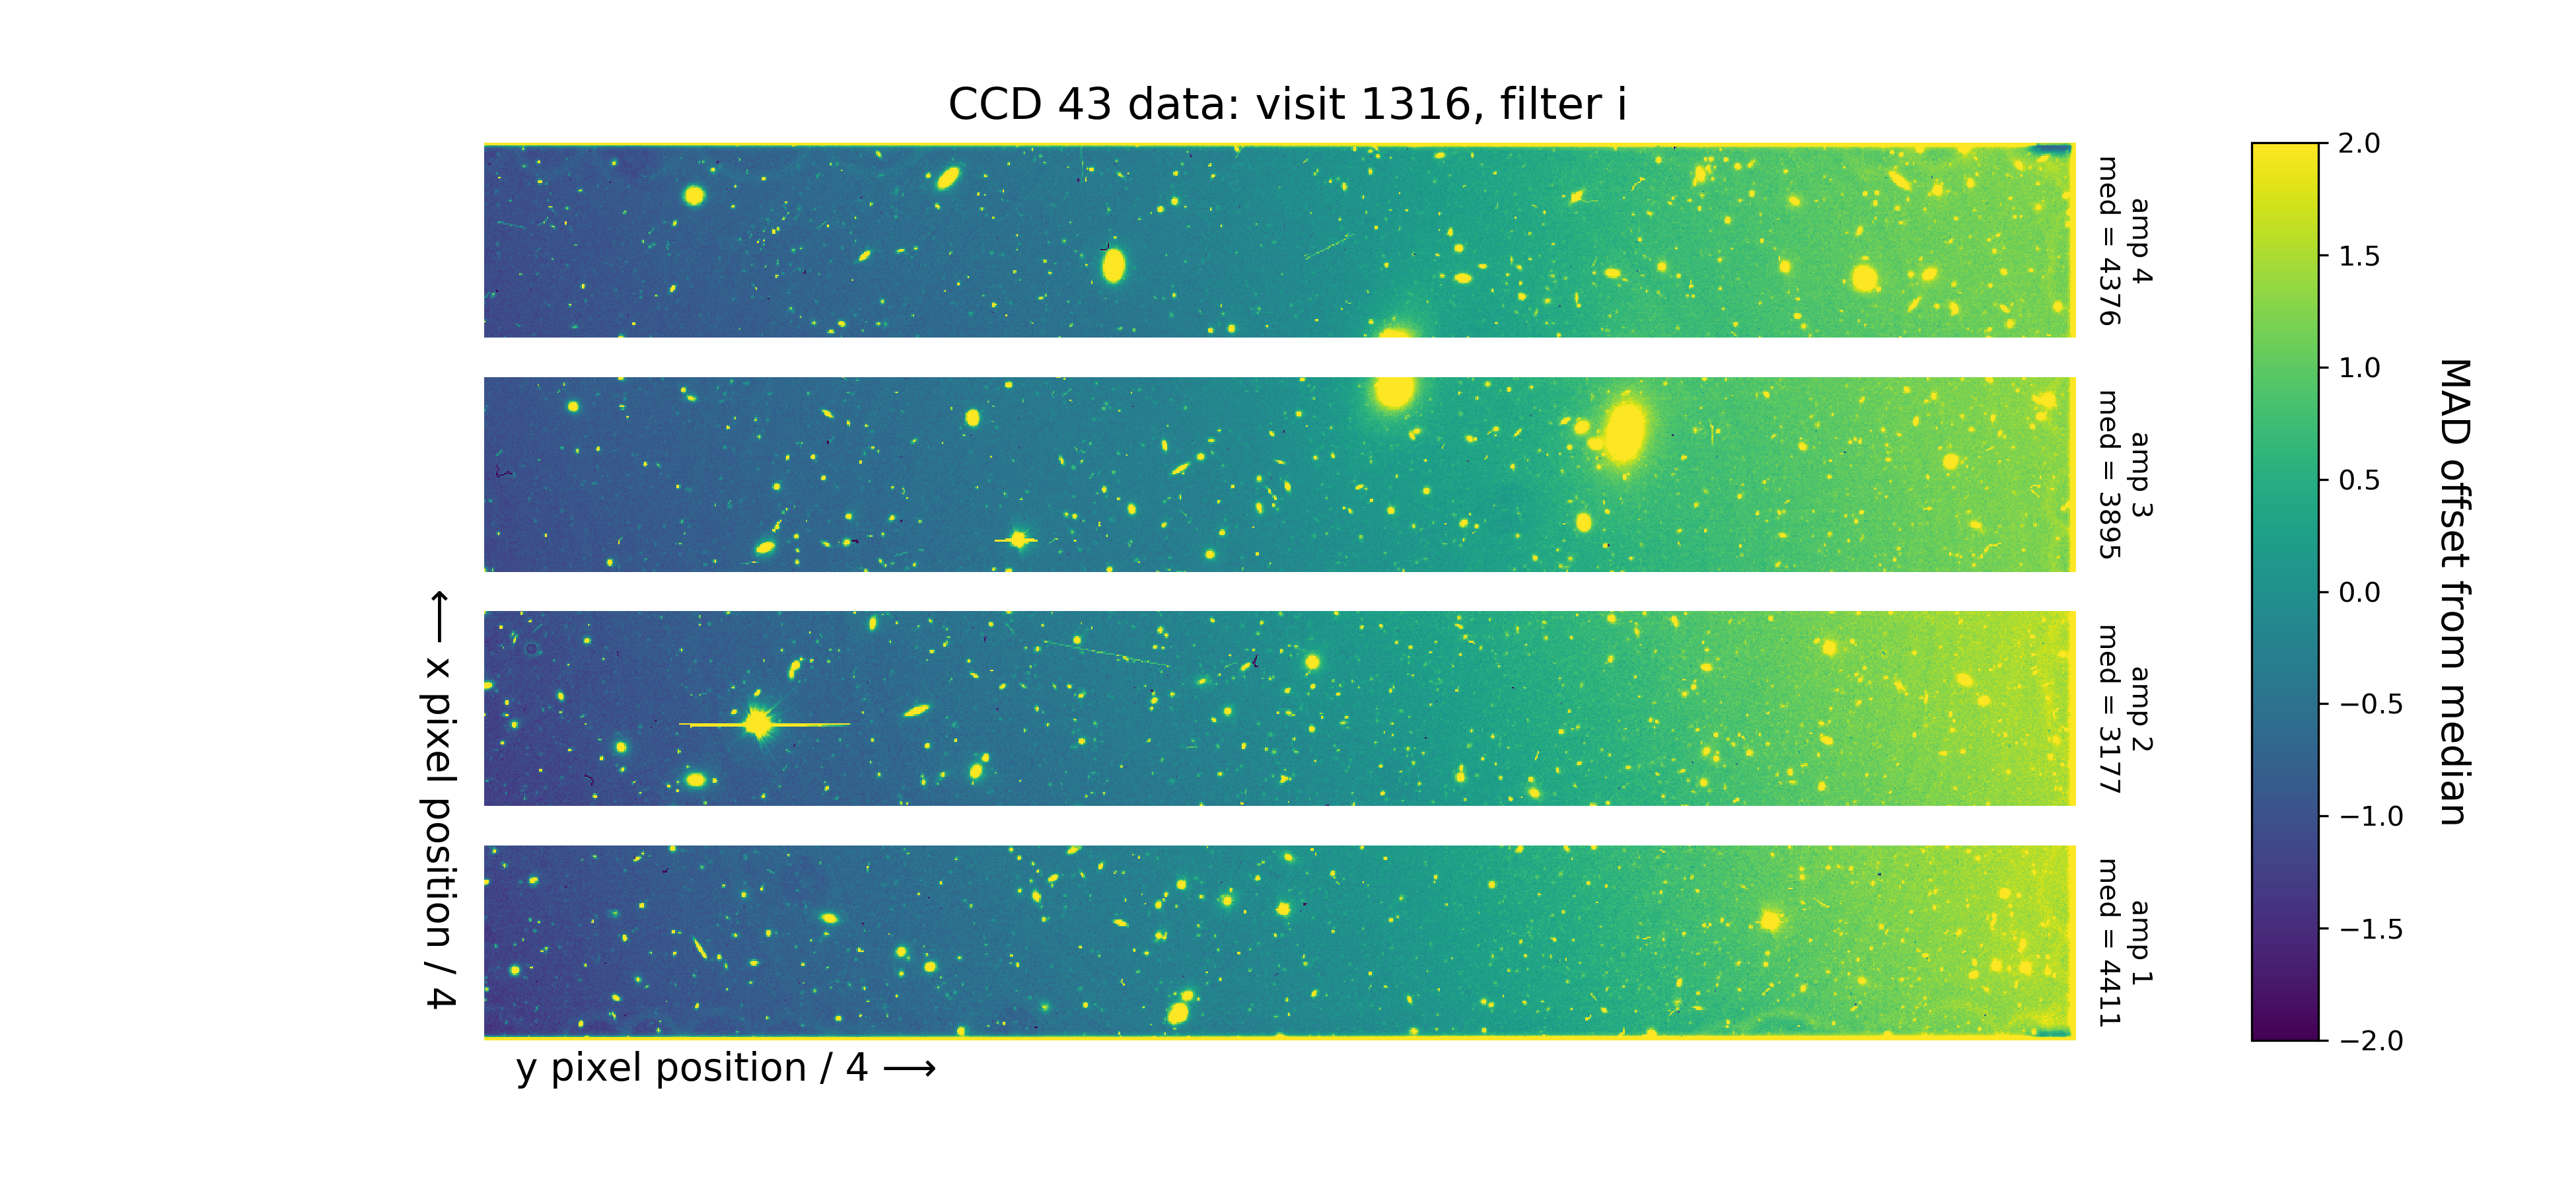 CCD 43 data: visit 1316, filter i
amp 4
med = 4376
amp 3
med = 3895
amp 2
med = 3177
amp 1
med = 4411
⟵ x pixel position / 4
y pixel position / 4 ⟶
2.0
1.5
1.0
0.5
0.0
−0.5
−1.0
−1.5
−2.0
MAD offset from median